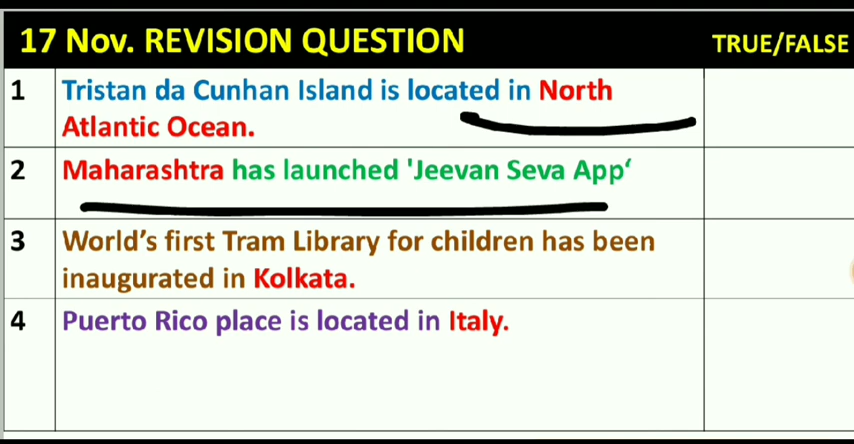 17 Nov. REVISION QUESTION TRUE/FALSE
1 Tristan da Cunhan Island is located in North
Atlantic Ocean.
2 Maharashtra has launched 'Jeevan Seva App‘
3 World’s first Tram Library for children has been
inaugurated in Kolkata.
4 Puerto Rico place is located in Italy.